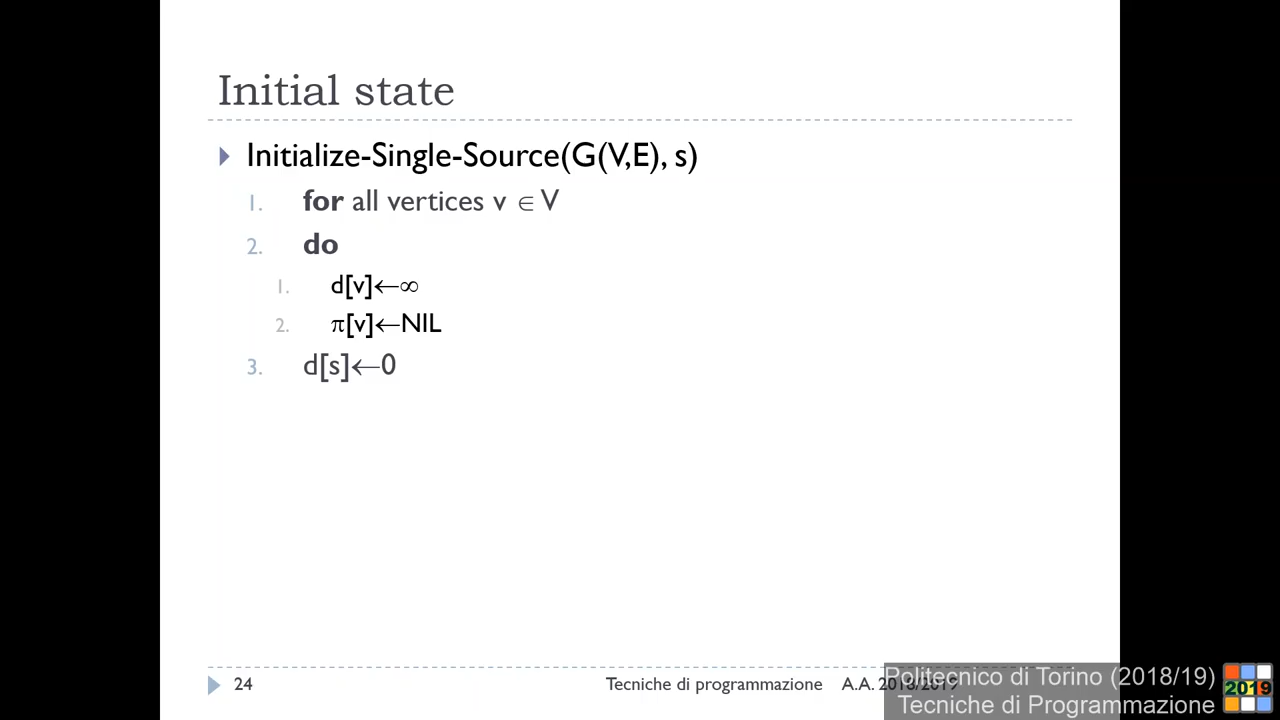 Initial state
Initialize-Single-Source(G(V,E), s)
1. for all vertices v ∈ V
2. do
1. d[v]←∞
2. π[v]←NIL
3. d[s]←0
24 Tecniche di programmazione A.A. 2018/2019
Politecnico di Torino (2018/19)
Tecniche di Programmazione
2019